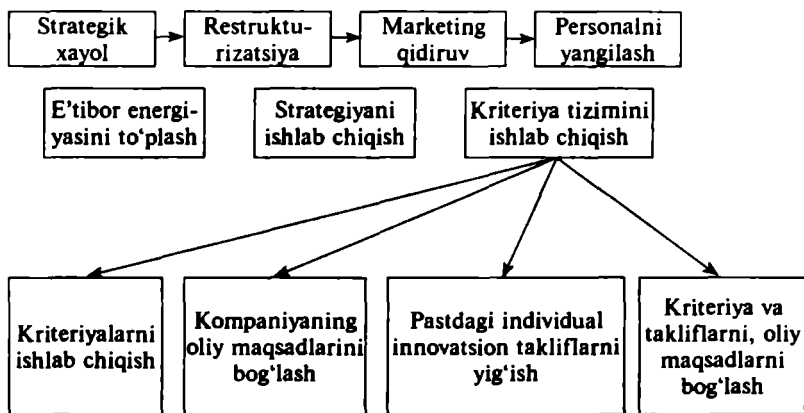 Strategik
xayol
Restruktu-
rizatsiya
Marketing
qidiruv
Personalni
yangilash
E'tibor energi-
yasini to‘plash
Strategiyani
ishlab chiqish
Kriteriya tizimini
ishlab chiqish
Kriteriyalarni
ishlab chiqish
Kompaniyaning
oliy maqsadlarini
bog‘lash
Pastdagi individual
innovatsion takliflarni
yig‘ish
Kriteriya va
takliflarni, oliy
maqsadlarni
bog‘lash